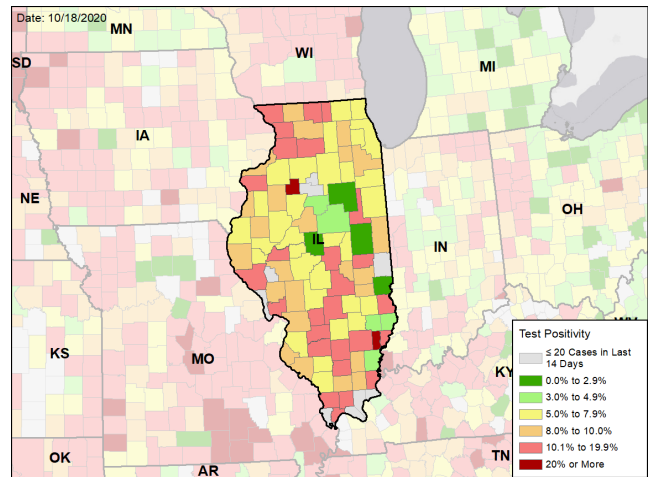 Date: 10/18/2020
MN
WI
SD
MI
IA
NE
OH
IL
IN
WV
KS
MO
KY
OK
AR
TN
Test Positivity
≤ 20 Cases in Last
14 Days
0.0% to 2.9%
3.0% to 4.9%
5.0% to 7.9%
8.0% to 10.0%
10.1% to 19.9%
20% or More